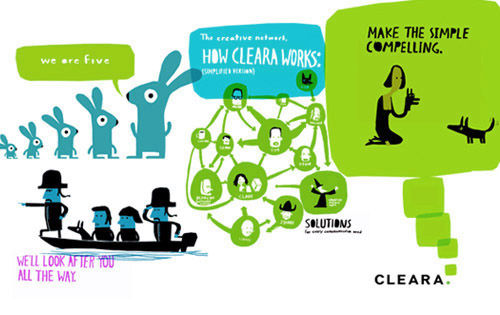 we are five
The creative network,
HOW CLEARA WORKS:
(SIMPLIFIED VERSION)
MAKE THE SIMPLE
COMPELLING.
SOLUTIONS
for every communication need
WE'LL LOOK AFTER YOU
ALL THE WAY.
CLEARA.